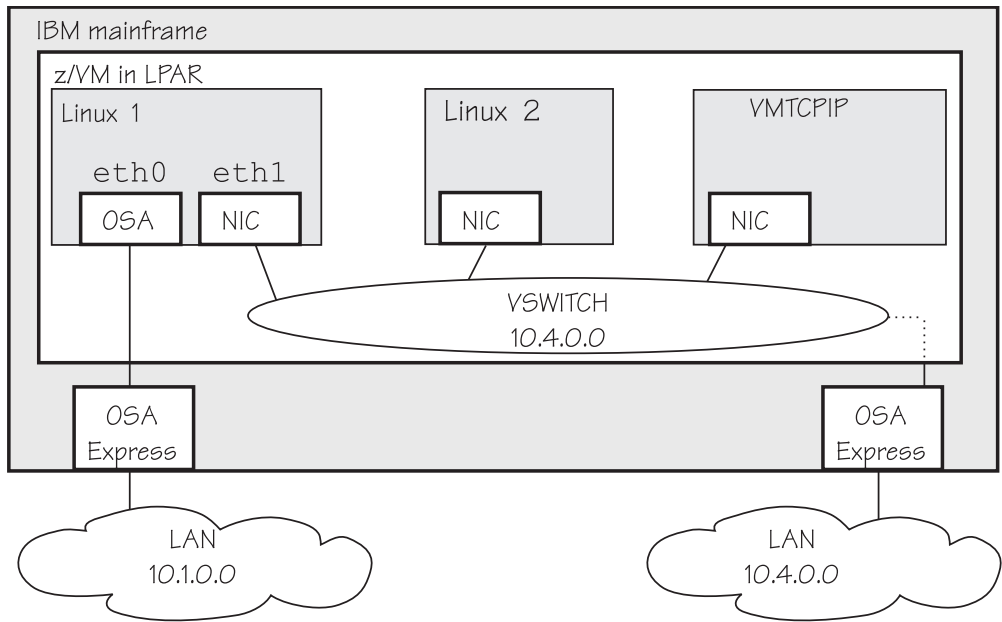 IBM mainframe
z/VM in LPAR
Linux 1
Linux 2
VMTCPIP
eth0 eth1
OSA
NIC
NIC
NIC
VSWITCH
10.4.0.0
OSA
Express
OSA
Express
LAN
10.1.0.0
LAN
10.4.0.0